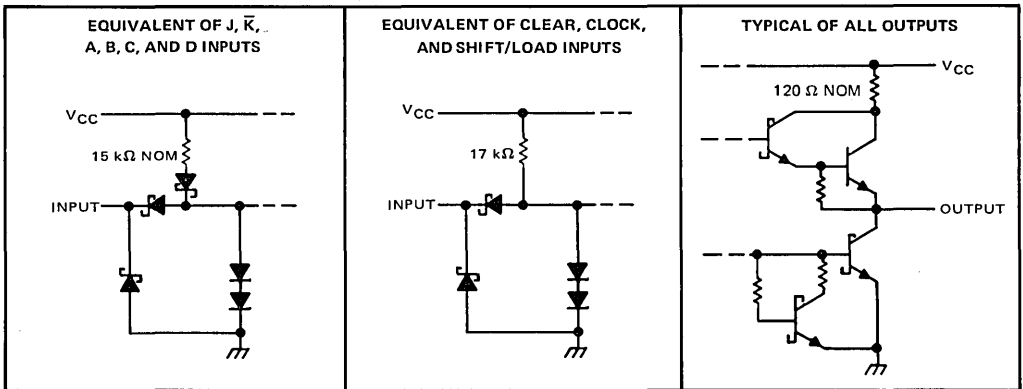 EQUIVALENT OF J, K̅,
A, B, C, AND D INPUTS
VCC
15 kΩ NOM
INPUT
EQUIVALENT OF CLEAR, CLOCK,
AND SHIFT/LOAD INPUTS
VCC
17 kΩ
INPUT
TYPICAL OF ALL OUTPUTS
VCC
120 Ω NOM
OUTPUT